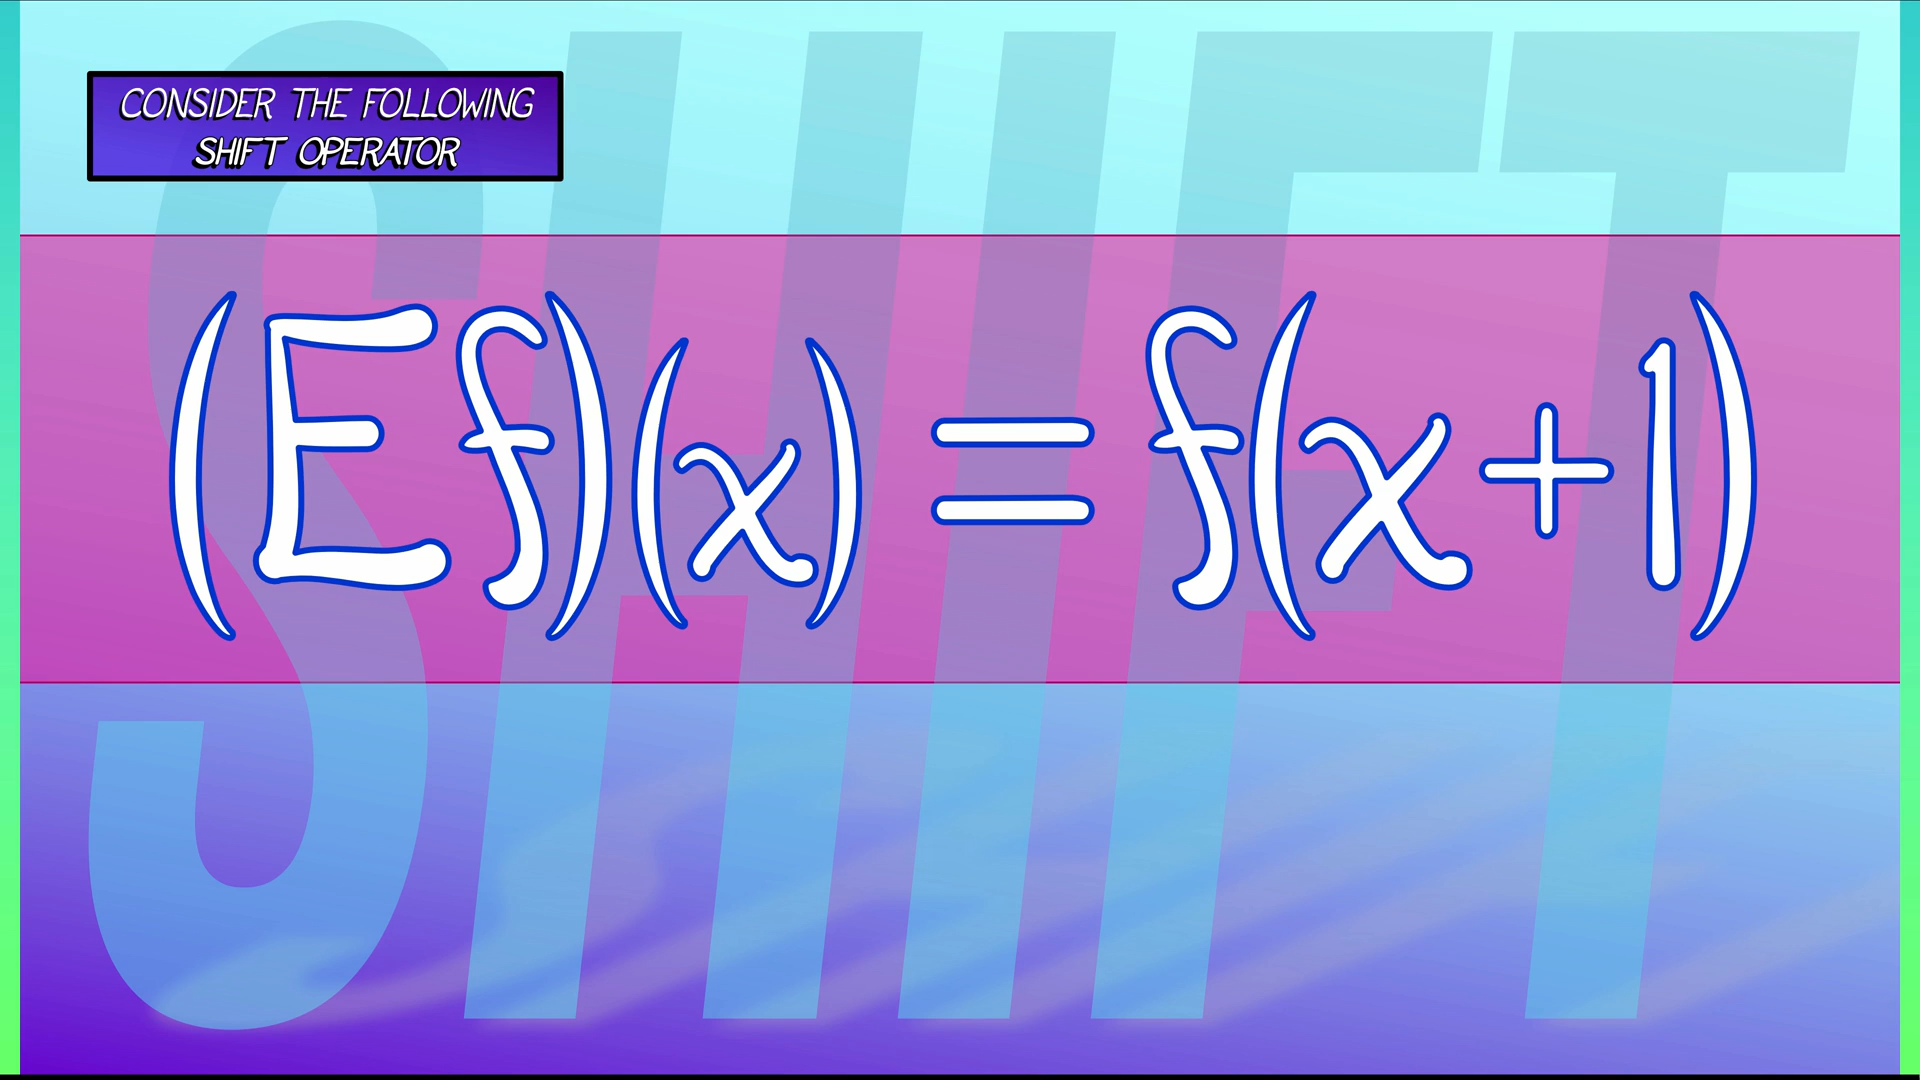 SHIFT
CONSIDER THE FOLLOWING
SHIFT OPERATOR
(Ef)(x) = f(x+1)